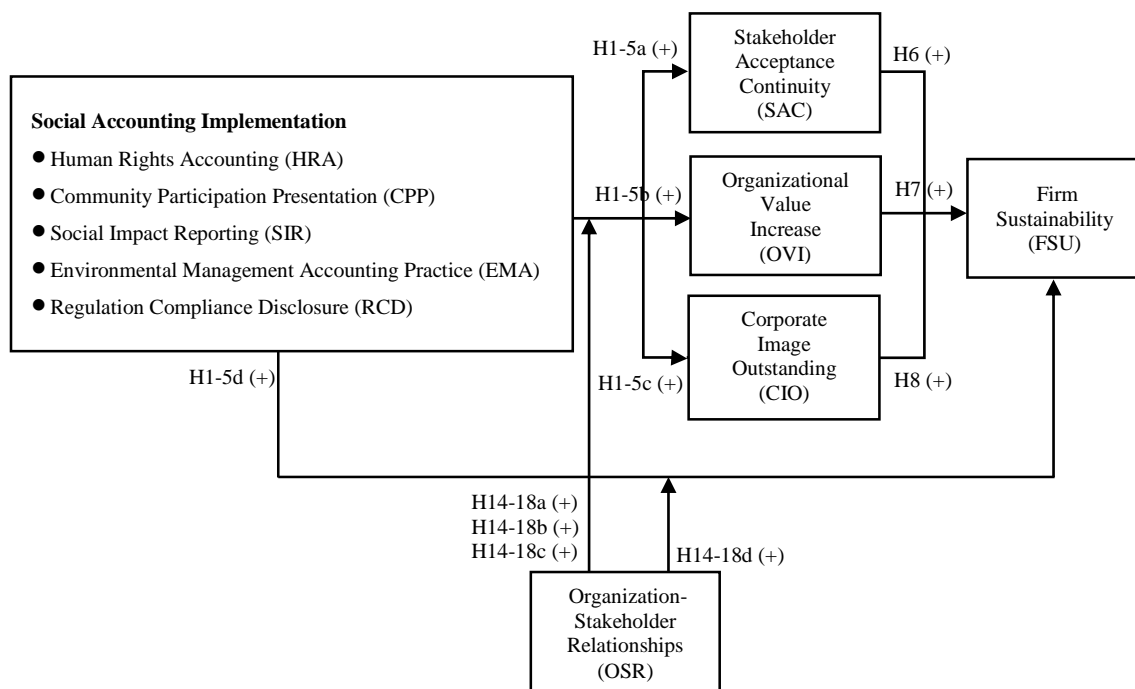 Social Accounting Implementation
● Human Rights Accounting (HRA)
● Community Participation Presentation (CPP)
● Social Impact Reporting (SIR)
● Environmental Management Accounting Practice (EMA)
● Regulation Compliance Disclosure (RCD)
H1-5a (+)
H1-5b (+)
H1-5c (+)
H1-5d (+)
Stakeholder
Acceptance
Continuity
(SAC)
Organizational
Value
Increase
(OVI)
Corporate
Image
Outstanding
(CIO)
H6 (+)
H7 (+)
H8 (+)
Firm
Sustainability
(FSU)
H14-18a (+)
H14-18b (+)
H14-18c (+)
H14-18d (+)
Organization-
Stakeholder
Relationships
(OSR)